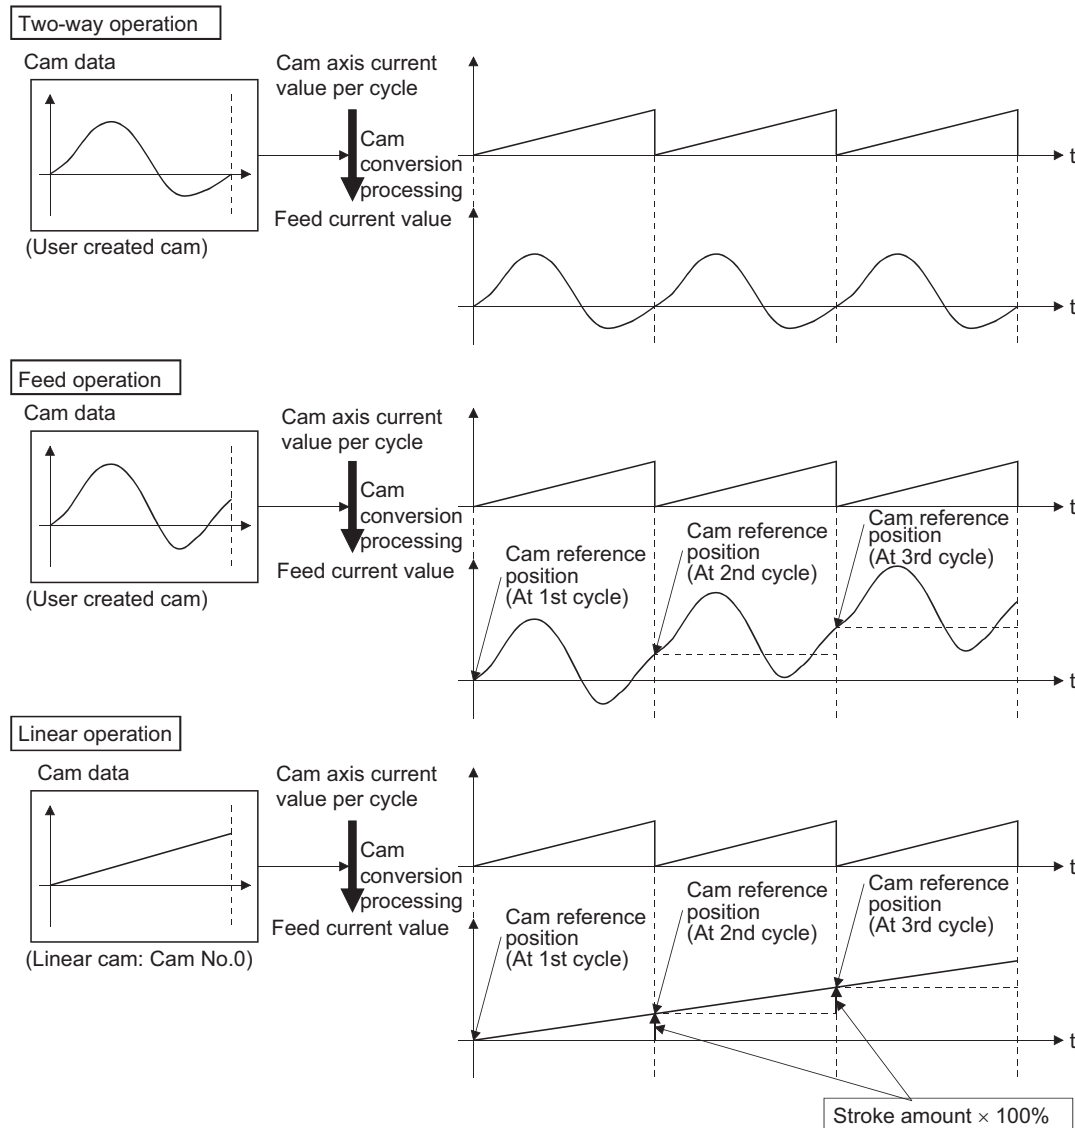 Two-way operation
Cam data
(User created cam)
Cam axis current
value per cycle
Cam
conversion
processing
Feed current value
t
t
Feed operation
Cam data
(User created cam)
Cam axis current
value per cycle
Cam
conversion
processing
Feed current value
t
Cam reference
position
(At 1st cycle)
Cam reference
position
(At 2nd cycle)
Cam reference
position
(At 3rd cycle)
t
Linear operation
Cam data
(Linear cam: Cam No.0)
Cam axis current
value per cycle
Cam
conversion
processing
Feed current value
t
Cam reference
position
(At 1st cycle)
Cam reference
position
(At 2nd cycle)
Cam reference
position
(At 3rd cycle)
t
Stroke amount × 100%